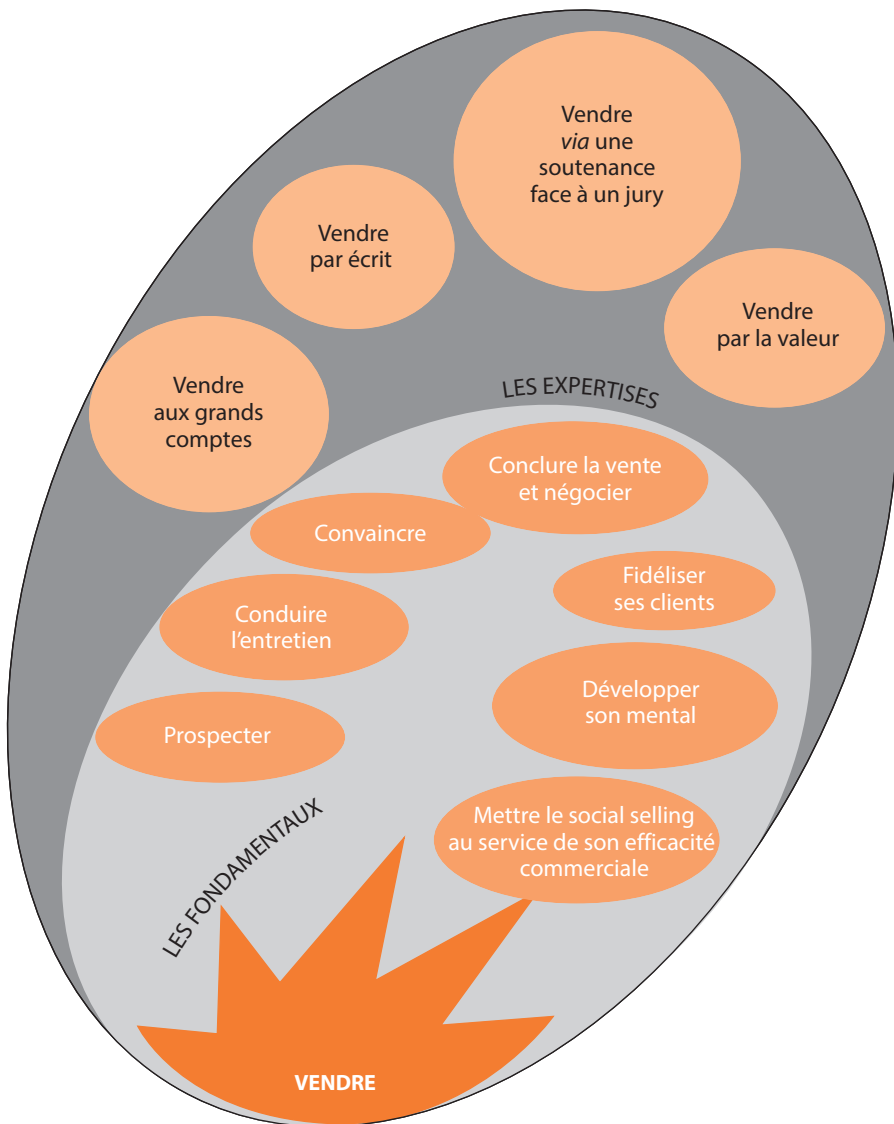 Vendre
via une
soutenance
face à un jury
Vendre
par écrit
Vendre
par la valeur
Vendre
aux grands
comptes
LES EXPERTISES
Conclure la vente
et négocier
Convaincre
Fidéliser
ses clients
Conduire
l'entretien
Développer
son mental
Prospecter
Mettre le social selling
au service de son efficacité
commerciale
LES FONDAMENTAUX
VENDRE